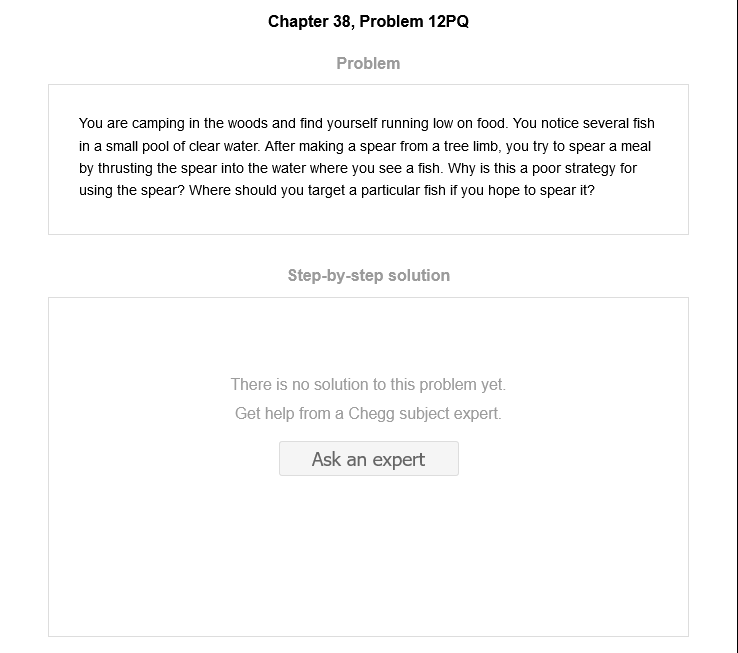 Chapter 38, Problem 12PQ
Problem
You are camping in the woods and find yourself running low on food. You notice several fish
in a small pool of clear water. After making a spear from a tree limb, you try to spear a meal
by thrusting the spear into the water where you see a fish. Why is this a poor strategy for
using the spear? Where should you target a particular fish if you hope to spear it?
Step-by-step solution
There is no solution to this problem yet.
Get help from a Chegg subject expert.
Ask an expert